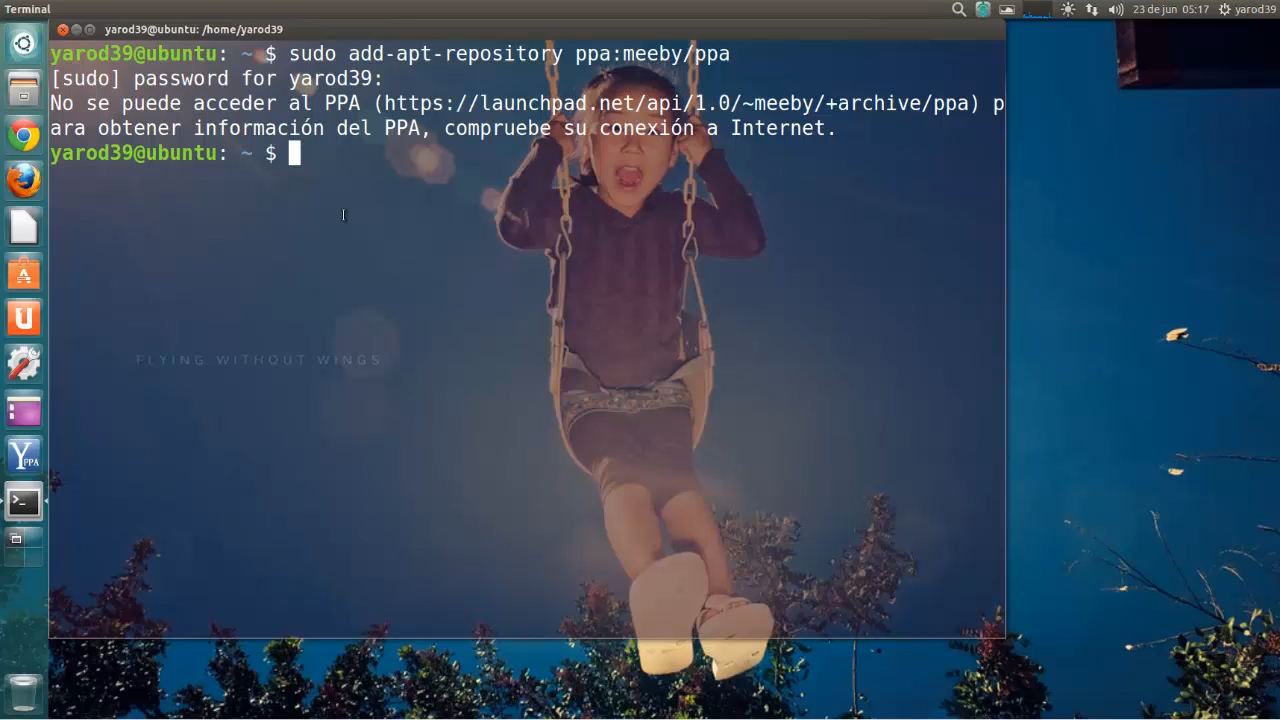 Terminal
23 de jun 05:17
yarod39
yarod39@ubuntu: /home/yarod39
yarod39@ubuntu: ~ $ sudo add-apt-repository ppa:meeby/ppa
[sudo] password for yarod39:
No se puede acceder al PPA (https://launchpad.net/api/1.0/~meeby/+archive/ppa) p
ara obtener información del PPA, compruebe su conexión a Internet.
yarod39@ubuntu: ~ $
FLYING WITHOUT WINGS
Y PPA